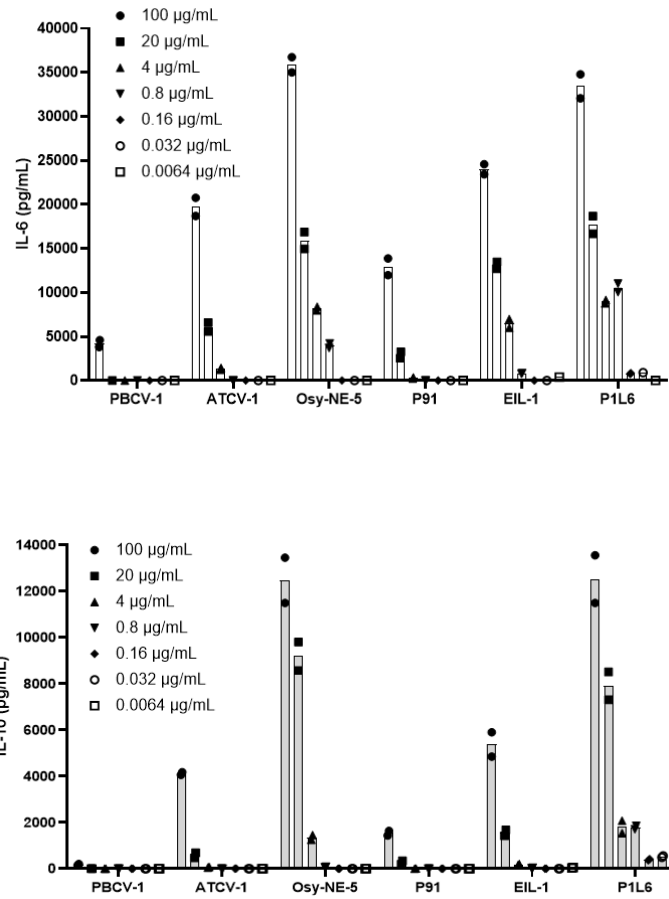 100 µg/mL
20 µg/mL
4 µg/mL
0.8 µg/mL
0.16 µg/mL
0.032 µg/mL
0.0064 µg/mL
IL-6 (pg/mL)
40000
35000
30000
25000
20000
15000
10000
5000
0
PBCV-1 ATCV-1 Osy-NE-5 P91 EIL-1 P1L6
100 µg/mL
20 µg/mL
4 µg/mL
0.8 µg/mL
0.16 µg/mL
0.032 µg/mL
0.0064 µg/mL
IL-10 (pg/mL)
14000
12000
10000
8000
6000
4000
2000
0
PBCV-1 ATCV-1 Osy-NE-5 P91 EIL-1 P1L6